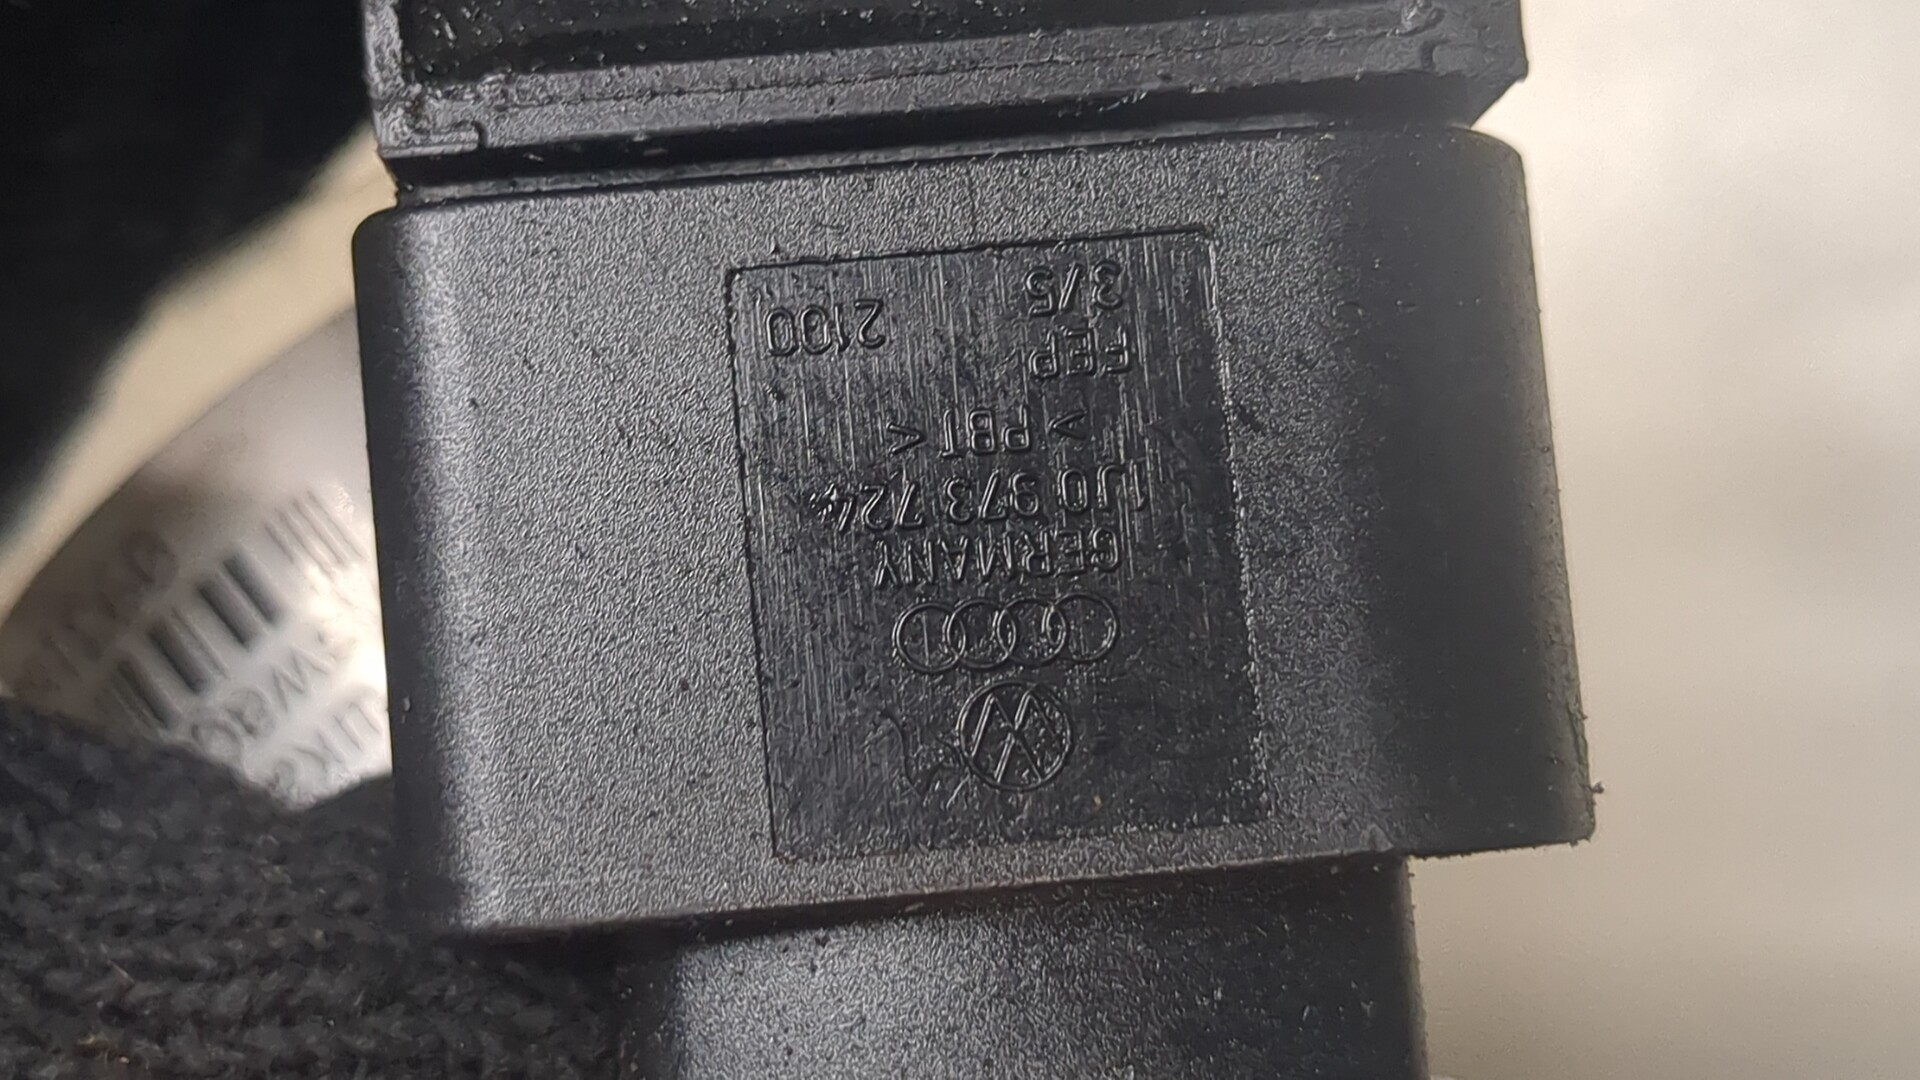 GERMANY
1J0 973 724
> PBT <
FEP
3/5
2100